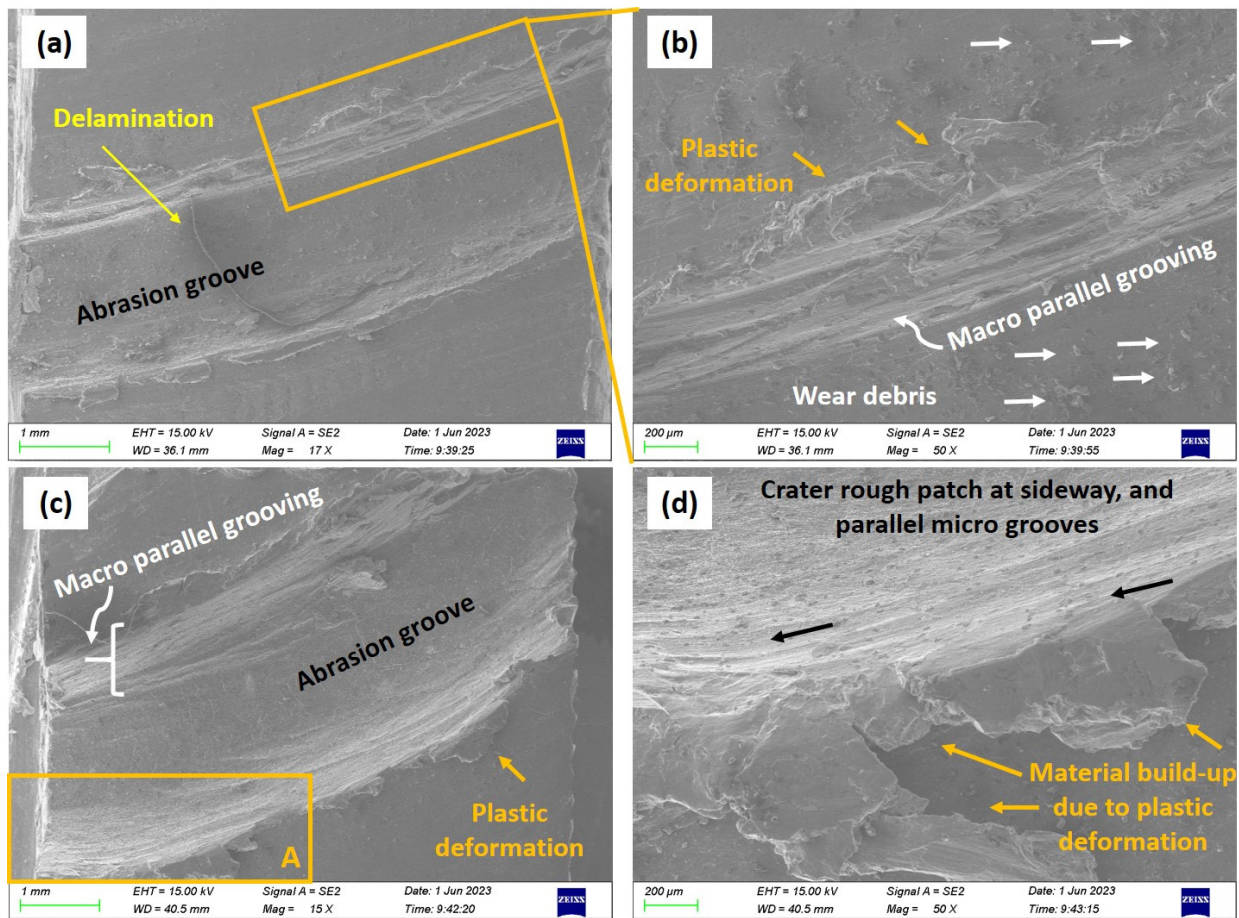 (a)
Delamination
Abrasion groove
1 mm
EHT = 15.00 kV
Signal A = SE2
Date: 1 Jun 2023
WD = 36.1 mm
Mag = 17 X
Time: 9:39:25
ZEISS
(b)
Plastic
deformation
Macro parallel grooving
Wear debris
200 µm
EHT = 15.00 kV
Signal A = SE2
Date: 1 Jun 2023
WD = 36.1 mm
Mag = 50 X
Time: 9:39:55
ZEISS
(c)
Macro parallel grooving
Abrasion groove
Plastic
deformation
A
1 mm
EHT = 15.00 kV
Signal A = SE2
Date: 1 Jun 2023
WD = 40.5 mm
Mag = 15 X
Time: 9:42:20
ZEISS
(d)
Crater rough patch at sideway, and
parallel micro grooves
Material build-up
due to plastic
deformation
200 µm
EHT = 15.00 kV
Signal A = SE2
Date: 1 Jun 2023
WD = 40.5 mm
Mag = 50 X
Time: 9:43:15
ZEISS